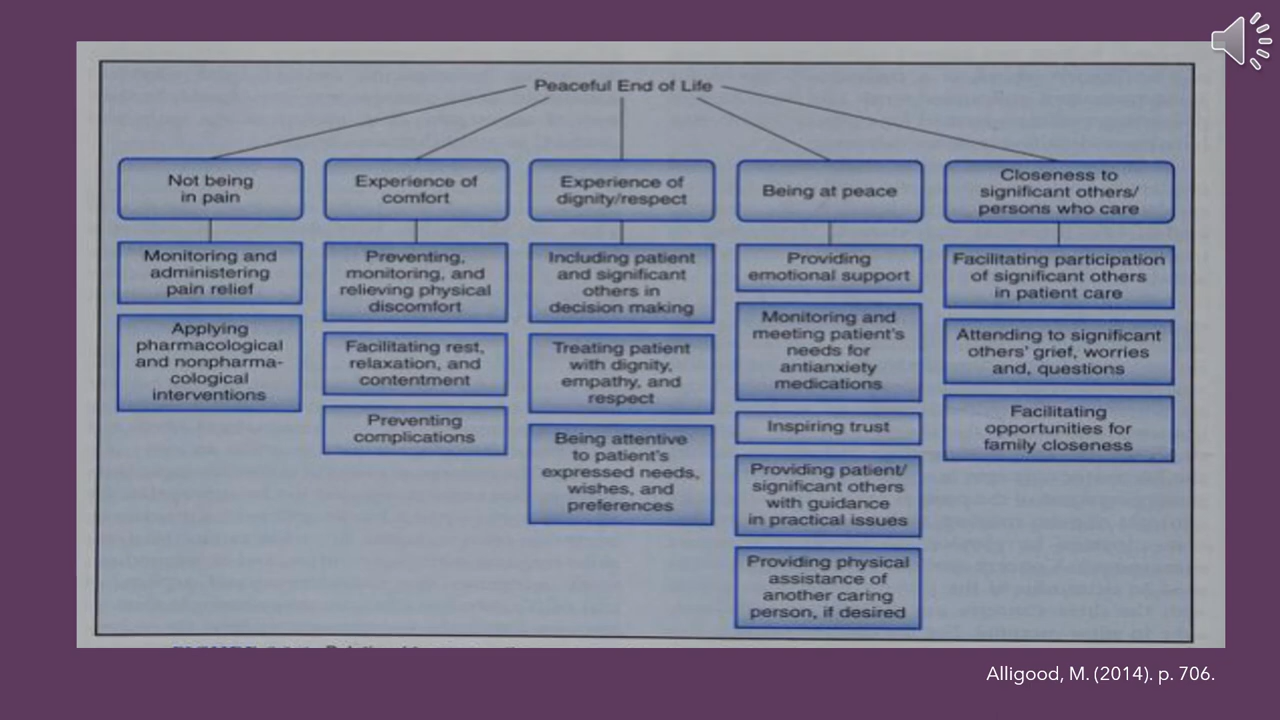 Peaceful End of Life
Not being
in pain
Monitoring and
administering
pain relief
Applying
pharmacological
and nonpharma-
cological
interventions
Experience of
comfort
Preventing,
monitoring, and
relieving physical
discomfort
Facilitating rest,
relaxation, and
contentment
Preventing
complications
Experience of
dignity/respect
Including patient
and significant
others in
decision making
Treating patient
with dignity,
empathy, and
respect
Being attentive
to patient's
expressed needs,
wishes, and
preferences
Being at peace
Providing
emotional support
Monitoring and
meeting patient's
needs for
antianxiety
medications
Inspiring trust
Providing patient/
significant others
with guidance
in practical issues
Providing physical
assistance of
another caring
person, if desired
Closeness to
significant others/
persons who care
Facilitating participation
of significant others
in patient care
Attending to significant
others' grief, worries
and, questions
Facilitating
opportunities for
family closeness
Alligood, M. (2014). p. 706.